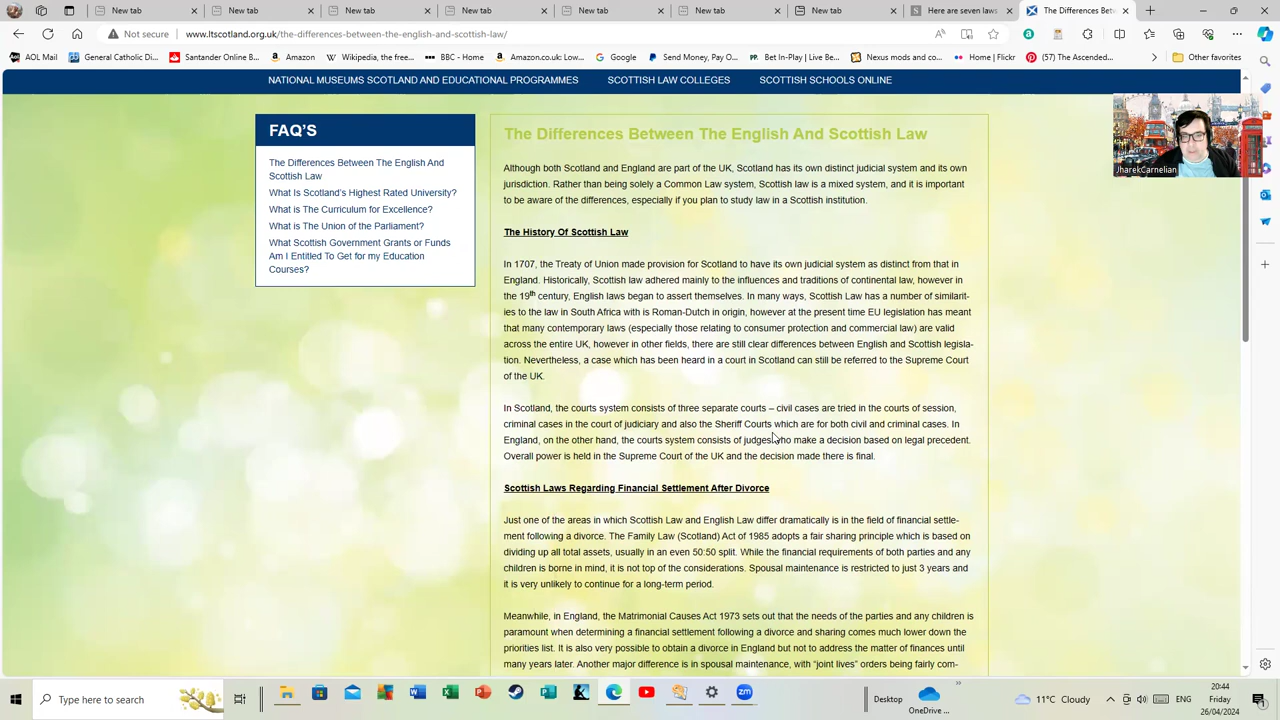 New tab
New tab
New tab
New tab
New tab
New tab
New tab
Here are seven laws
The Differences Bet
Not secure
www.ltscotland.org.uk/the-differences-between-the-english-and-scottish-law/
AOL Mail
General Catholic Di...
Santander Online B...
Amazon
Wikipedia, the free...
BBC - Home
Amazon.co.uk: Low...
Google
Send Money, Pay O...
Bet In-Play | Live Be...
Nexus mods and co...
Home | Flickr
(57) The Ascended...
Other favorites
NATIONAL MUSEUMS SCOTLAND AND EDUCATIONAL PROGRAMMES
SCOTTISH LAW COLLEGES
SCOTTISH SCHOOLS ONLINE
FAQ'S
The Differences Between The English And
Scottish Law
What Is Scotland's Highest Rated University?
What is The Curriculum for Excellence?
What is The Union of the Parliament?
What Scottish Government Grants or Funds
Am I Entitled To Get for my Education
Courses?
The Differences Between The English And Scottish Law
Although both Scotland and England are part of the UK, Scotland has its own distinct judicial system and its own
jurisdiction. Rather than being solely a Common Law system, Scottish law is a mixed system, and it is important
to be aware of the differences, especially if you plan to study law in a Scottish institution.
The History Of Scottish Law
In 1707, the Treaty of Union made provision for Scotland to have its own judicial system as distinct from that in
England. Historically, Scottish law adhered mainly to the influences and traditions of continental law, however in
the 19th century, English laws began to assert themselves. In many ways, Scottish Law has a number of similarit-
ies to the law in South Africa with is Roman-Dutch in origin, however at the present time EU legislation has meant
that many contemporary laws (especially those relating to consumer protection and commercial law) are valid
across the entire UK, however in other fields, there are still clear differences between English and Scottish legisla-
tion. Nevertheless, a case which has been heard in a court in Scotland can still be referred to the Supreme Court
of the UK.
In Scotland, the courts system consists of three separate courts – civil cases are tried in the courts of session,
criminal cases in the court of judiciary and also the Sheriff Courts which are for both civil and criminal cases. In
England, on the other hand, the courts system consists of judges who make a decision based on legal precedent.
Overall power is held in the Supreme Court of the UK and the decision made there is final.
Scottish Laws Regarding Financial Settlement After Divorce
Just one of the areas in which Scottish Law and English Law differ dramatically is in the field of financial settle-
ment following a divorce. The Family Law (Scotland) Act of 1985 adopts a fair sharing principle which is based on
dividing up all total assets, usually in an even 50:50 split. While the financial requirements of both parties and any
children is borne in mind, it is not top of the considerations. Spousal maintenance is restricted to just 3 years and
it is very unlikely to continue for a long-term period.
Meanwhile, in England, the Matrimonial Causes Act 1973 sets out that the needs of the parties and any children is
paramount when determining a financial settlement following a divorce and sharing comes much lower down the
priorities list. It is also very possible to obtain a divorce in England but not to address the matter of finances until
many years later. Another major difference is in spousal maintenance, with "joint lives" orders being fairly com-
JharekCarnelian
Type here to search
Desktop
OneDrive ...
11°C Cloudy
ENG
20:44
Friday
26/04/2024